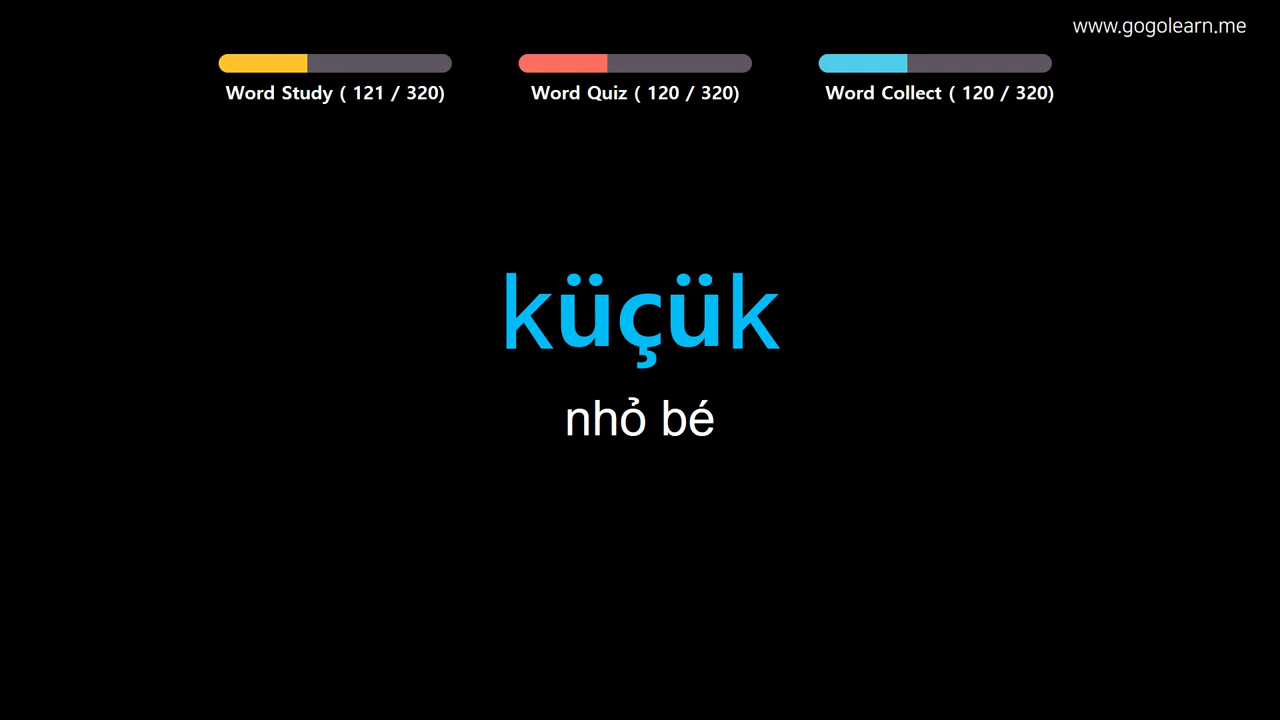 www.gogolearn.me
Word Study ( 121 / 320)
Word Quiz ( 120 / 320)
Word Collect ( 120 / 320)
küçük
nhỏ bé